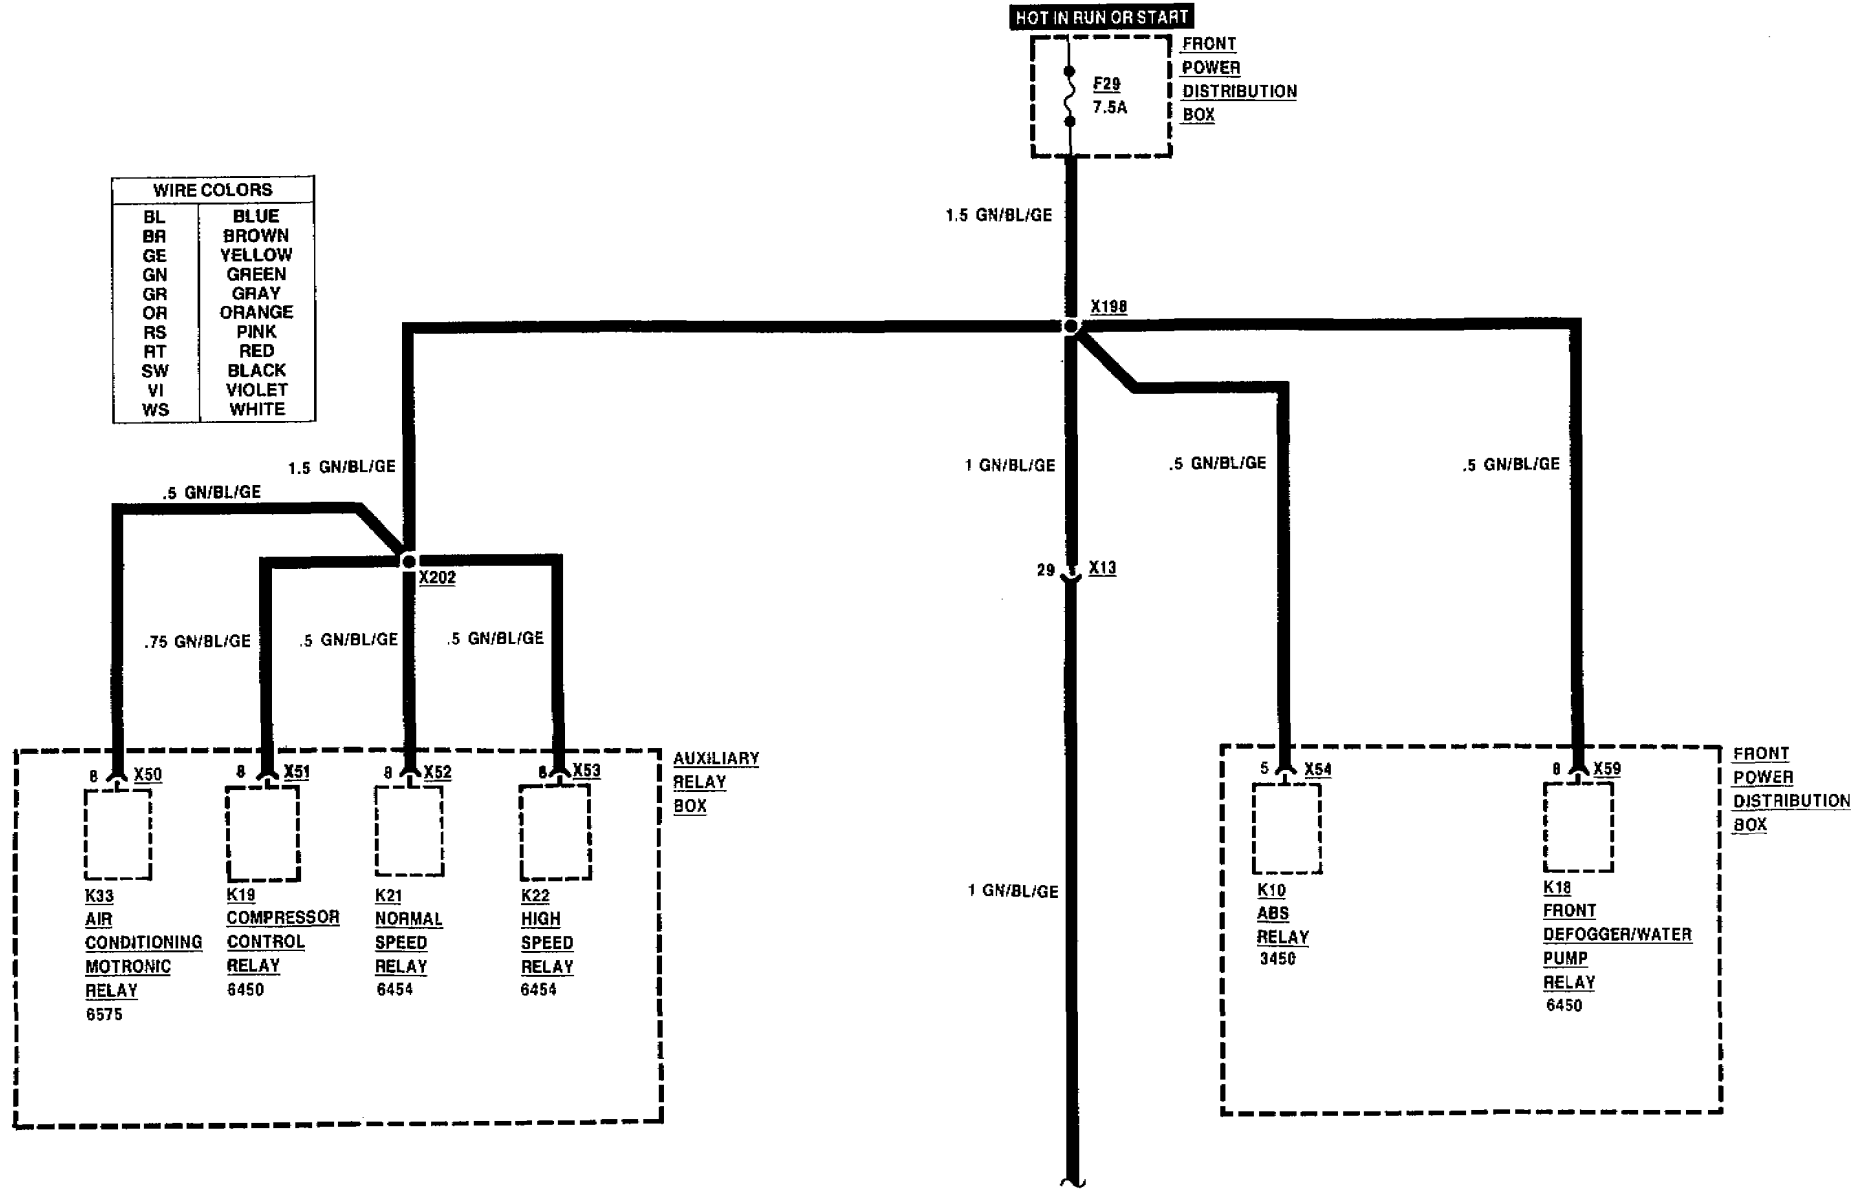 HOT IN RUN OR START
FRONT
POWER
DISTRIBUTION
BOX
F29
7.5A
WIRE COLORS
BL BLUE
BR BROWN
GE YELLOW
GN GREEN
GR GRAY
OR ORANGE
RS PINK
RT RED
SW BLACK
VI VIOLET
WS WHITE
1.5 GN/BL/GE
X198
1.5 GN/BL/GE
1 GN/BL/GE
.5 GN/BL/GE
.5 GN/BL/GE
.5 GN/BL/GE
X202
29 X13
.75 GN/BL/GE
.5 GN/BL/GE
.5 GN/BL/GE
8 X50
8 X51
8 X52
8 X53
AUXILIARY
RELAY
BOX
K33
AIR
CONDITIONING
MOTRONIC
RELAY
6575
K19
COMPRESSOR
CONTROL
RELAY
6450
K21
NORMAL
SPEED
RELAY
6454
K22
HIGH
SPEED
RELAY
6454
1 GN/BL/GE
5 X54
8 X59
FRONT
POWER
DISTRIBUTION
BOX
K10
ABS
RELAY
3450
K18
FRONT
DEFOGGER/WATER
PUMP
RELAY
6450